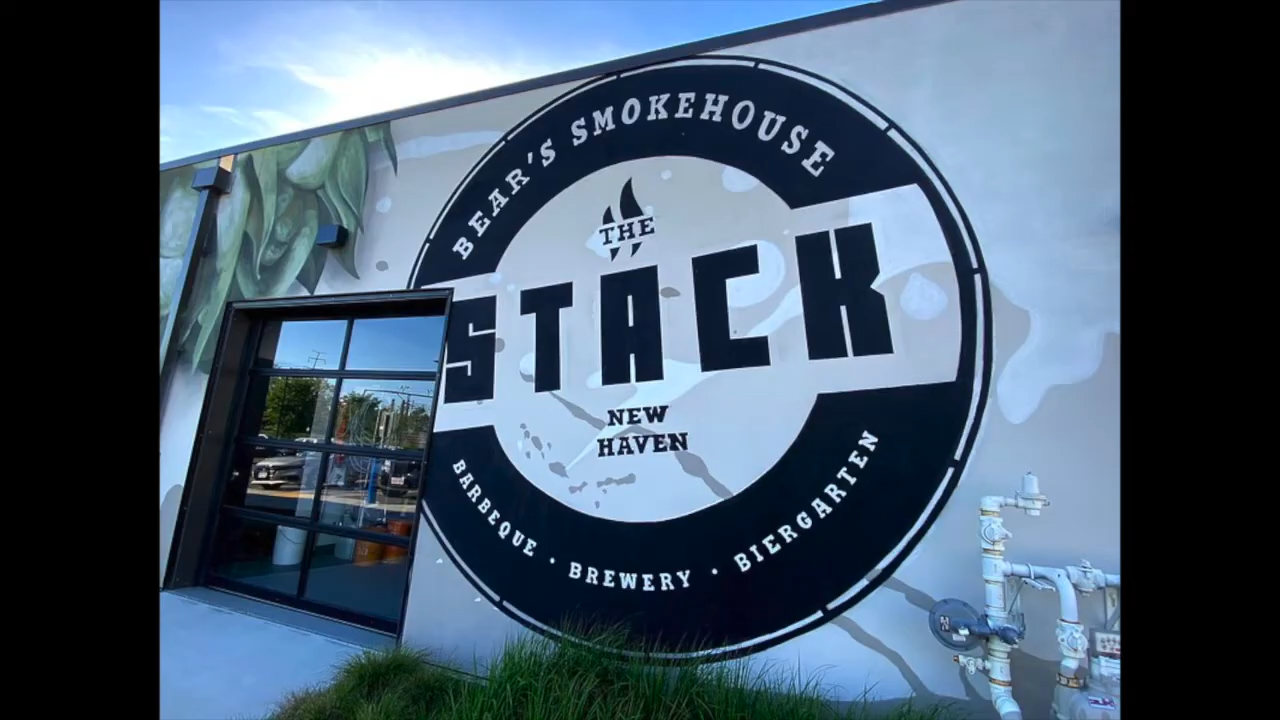 BEAR'S SMOKEHOUSE
THE
STACK
NEW
HAVEN
BARBEQUE · BREWERY · BIERGARTEN